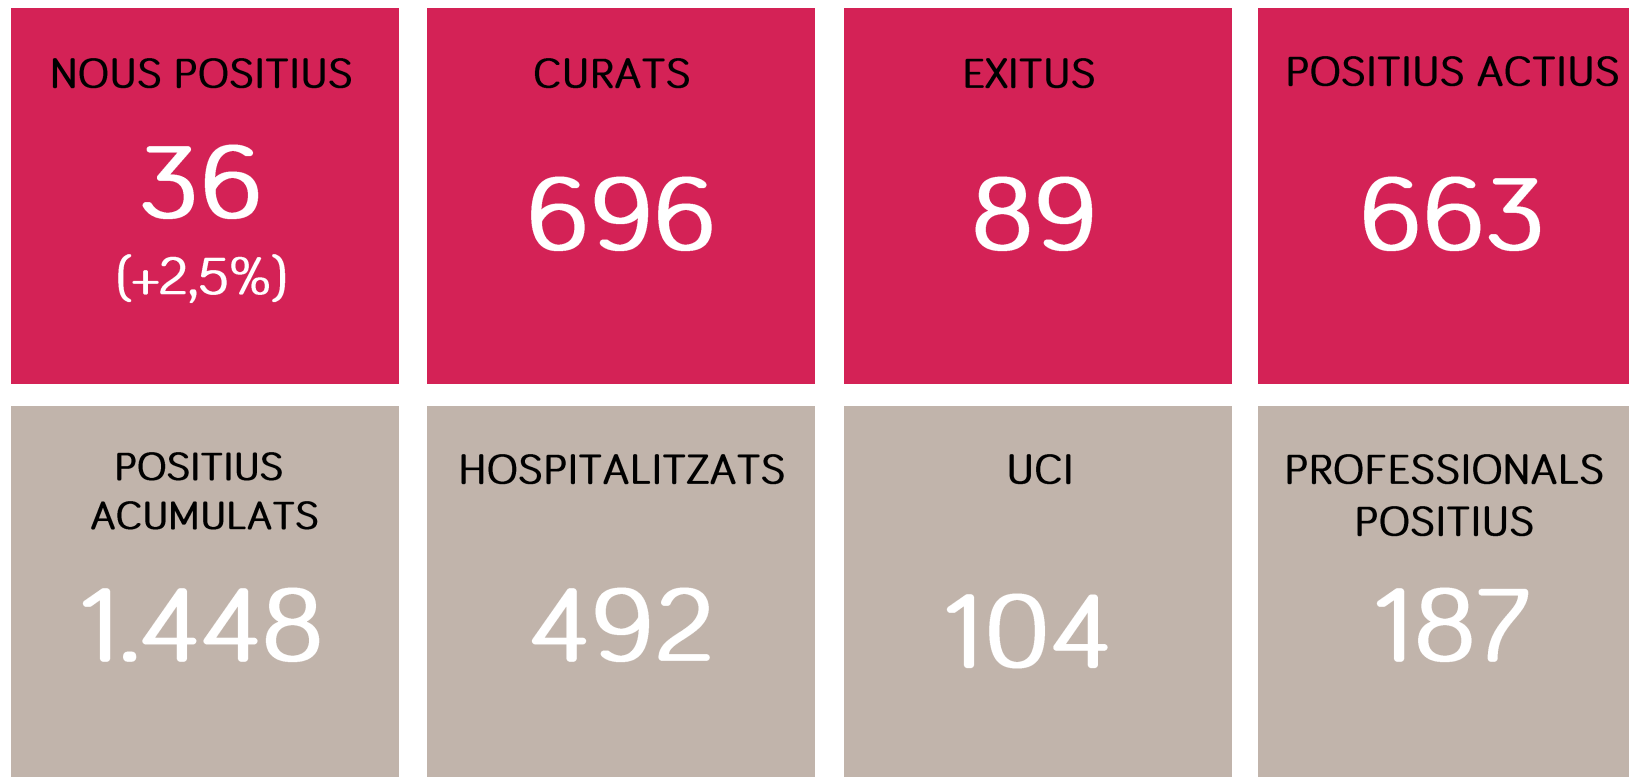 NOUS POSITIUS
36
(+2,5%)
CURATS
696
EXITUS
89
POSITIUS ACTIUS
663
POSITIUS
ACUMULATS
1.448
HOSPITALITZATS
492
UCI
104
PROFESSIONALS
POSITIUS
187